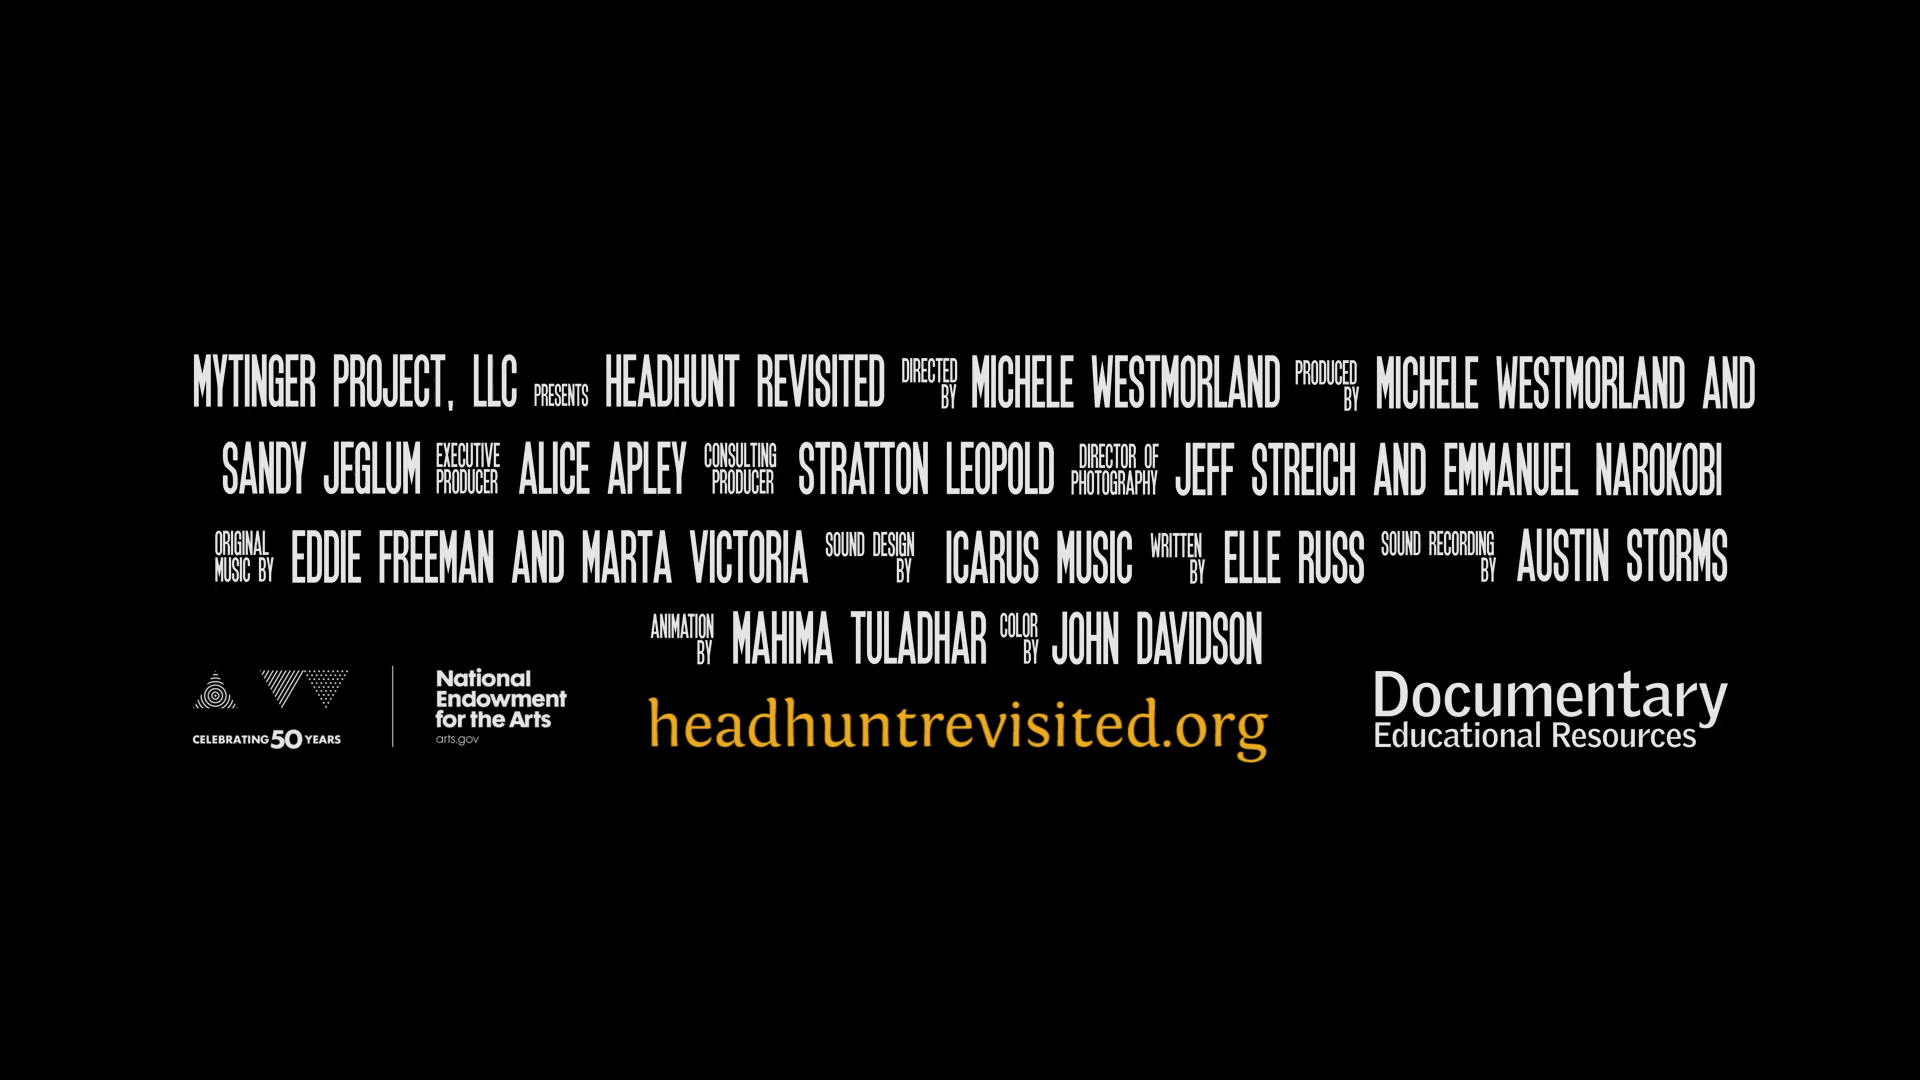 MYTINGER PROJECT, LLC PRESENTS HEADHUNT REVISITED DIRECTED BY MICHELE WESTMORLAND PRODUCED BY MICHELE WESTMORLAND AND
SANDY JEGLUM EXECUTIVE PRODUCER ALICE APLEY CONSULTING PRODUCER STRATTON LEOPOLD DIRECTOR OF PHOTOGRAPHY JEFF STREICH AND EMMANUEL NAROKOBI
ORIGINAL MUSIC BY EDDIE FREEMAN AND MARTA VICTORIA SOUND DESIGN BY ICARUS MUSIC WRITTEN BY ELLE RUSS SOUND RECORDING BY AUSTIN STORMS
ANIMATION BY MAHIMA TULADHAR COLOR BY JOHN DAVIDSON
CELEBRATING 50 YEARS
National
Endowment
for the Arts
arts.gov
headhuntrevisited.org
Documentary
Educational Resources